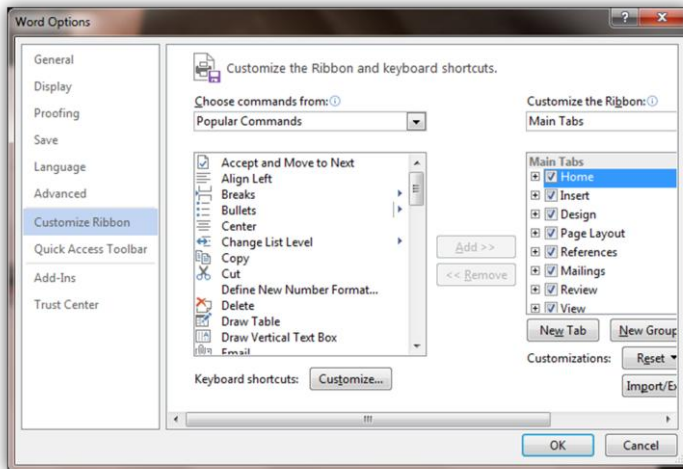 Word Options
General
Display
Proofing
Save
Language
Advanced
Customize Ribbon
Quick Access Toolbar
Add-Ins
Trust Center
Customize the Ribbon and keyboard shortcuts.
Choose commands from:
Popular Commands
Accept and Move to Next
Align Left
Breaks
Bullets
Center
Change List Level
Copy
Cut
Define New Number Format...
Delete
Draw Table
Draw Vertical Text Box
Email
Keyboard shortcuts: Customize...
Add >>
<< Remove
Customize the Ribbon:
Main Tabs
Main Tabs
Home
Insert
Design
Page Layout
References
Mailings
Review
View
New Tab New Group
Customizations: Reset
Import/Ex
OK Cancel